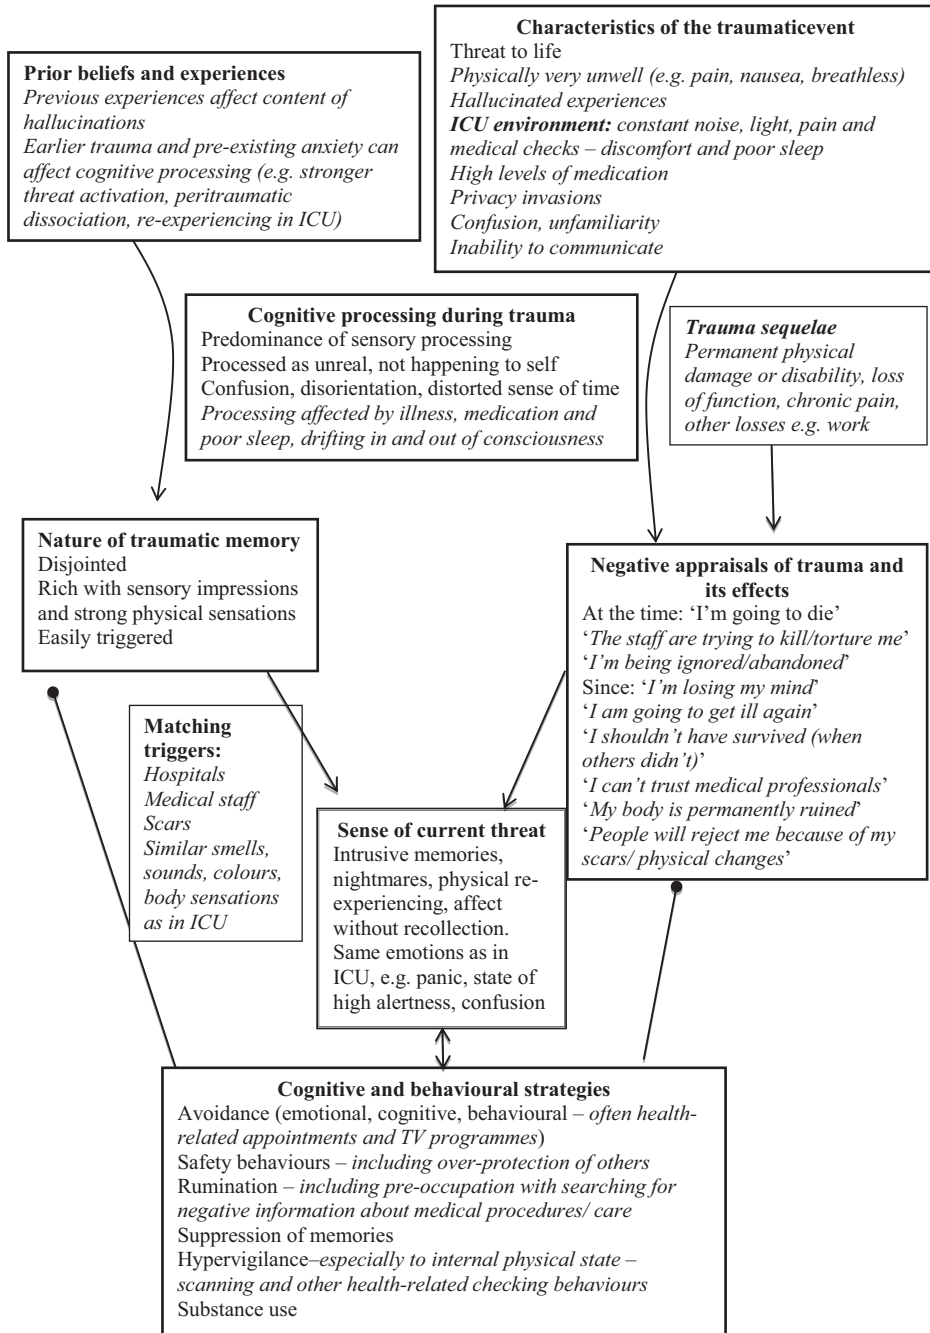 Prior beliefs and experiences
Previous experiences affect content of
hallucinations
Earlier trauma and pre-existing anxiety can
affect cognitive processing (e.g. stronger
threat activation, peritraumatic
dissociation, re-experiencing in ICU)
Characteristics of the traumaticevent
Threat to life
Physically very unwell (e.g. pain, nausea, breathless)
Hallucinated experiences
ICU environment: constant noise, light, pain and
medical checks – discomfort and poor sleep
High levels of medication
Privacy invasions
Confusion, unfamiliarity
Inability to communicate
Cognitive processing during trauma
Predominance of sensory processing
Processed as unreal, not happening to self
Confusion, disorientation, distorted sense of time
Processing affected by illness, medication and
poor sleep, drifting in and out of consciousness
Trauma sequelae
Permanent physical
damage or disability, loss
of function, chronic pain,
other losses e.g. work
Nature of traumatic memory
Disjointed
Rich with sensory impressions
and strong physical sensations
Easily triggered
Negative appraisals of trauma and
its effects
At the time: ‘I’m going to die’
‘The staff are trying to kill/torture me’
‘I’m being ignored/abandoned’
Since: ‘I’m losing my mind’
‘I am going to get ill again’
‘I shouldn’t have survived (when
others didn’t)’
‘I can’t trust medical professionals’
‘My body is permanently ruined’
‘People will reject me because of my
scars/ physical changes’
Matching
triggers:
Hospitals
Medical staff
Scars
Similar smells,
sounds, colours,
body sensations
as in ICU
Sense of current threat
Intrusive memories,
nightmares, physical re-
experiencing, affect
without recollection.
Same emotions as in
ICU, e.g. panic, state of
high alertness, confusion
Cognitive and behavioural strategies
Avoidance (emotional, cognitive, behavioural – often health-
related appointments and TV programmes)
Safety behaviours – including over-protection of others
Rumination – including pre-occupation with searching for
negative information about medical procedures/ care
Suppression of memories
Hypervigilance–especially to internal physical state –
scanning and other health-related checking behaviours
Substance use